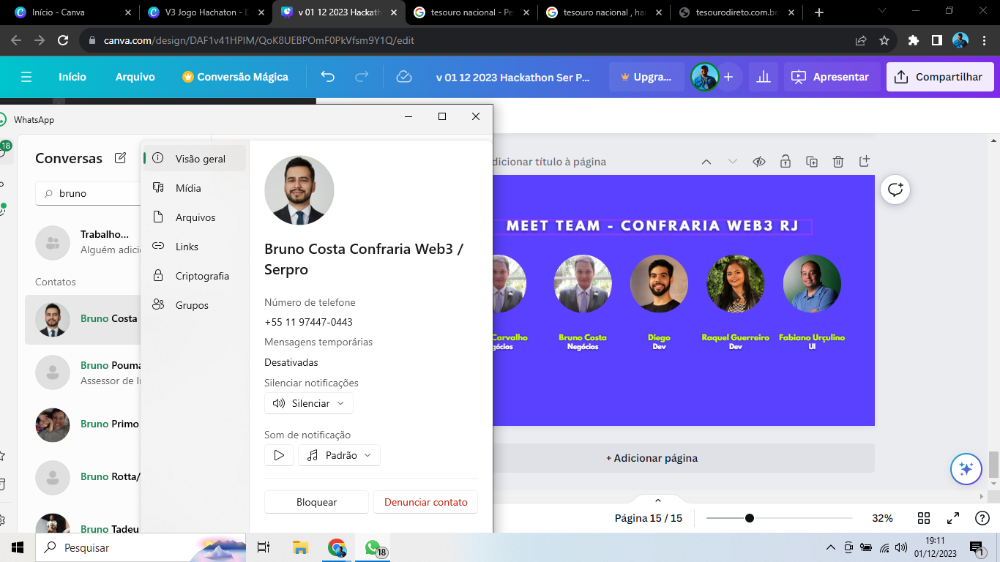 Início - Canva
V3 Jogo Hachaton - D
v 01 12 2023 Hackath
tesouro nacional - Pe
tesouro nacional , har
tesourodireto.com.br
canva.com/design/DAF1v41HPIM/QoK8UEBPOmF0PkVfsm9Y1Q/edit
Início
Arquivo
Conversão Mágica
v 01 12 2023 Hackathon Ser P...
Upgra...
Apresentar
Compartilhar
WhatsApp
18
Conversas
bruno
Trabalho...
Alguém adici
Contatos
Bruno Costa
Bruno Pouma
Assessor de I
Bruno Primo
Bruno Rotta/
Bruno Tadeu
Visão geral
Mídia
Arquivos
Links
Criptografia
Grupos
Bruno Costa Confraria Web3 /
Serpro
Número de telefone
+55 11 97447-0443
Mensagens temporárias
Desativadas
Silenciar notificações
Silenciar
Som de notificação
Padrão
Bloquear
Denunciar contato
dicionar título à página
MEET TEAM - CONFRARIA WEB3 RJ
Carvalho
gócios
Bruno Costa
Negócios
Diego
Dev
Raquel Guerreiro
Dev
Fabiano Urçulino
UI
+ Adicionar página
Página 15 / 15
32%
Pesquisar
18
19:11
01/12/2023
1